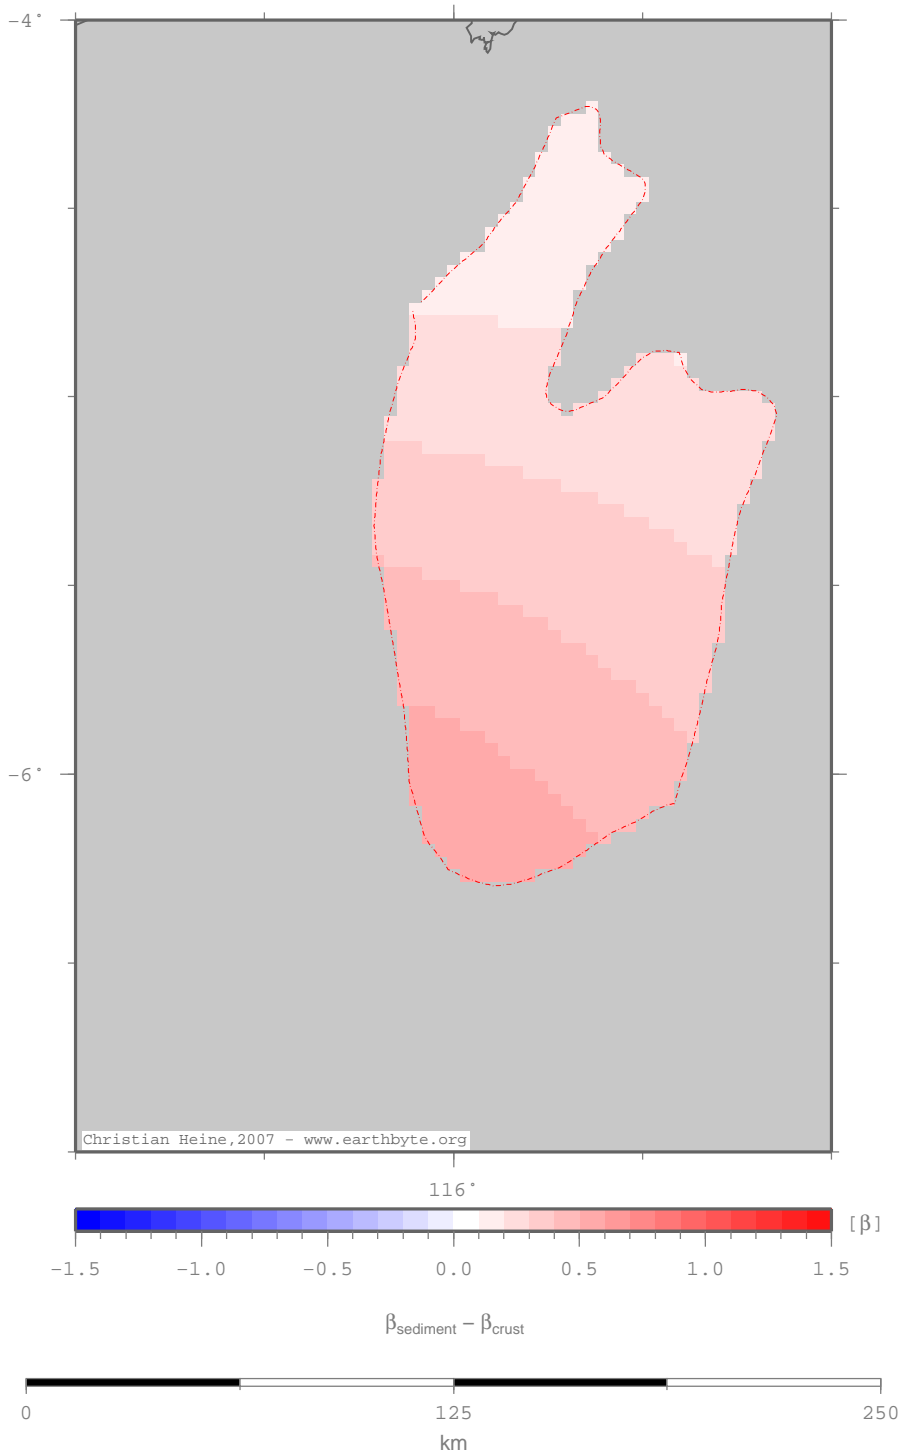 −4°
−6°
Christian Heine,2007 − www.earthbyte.org
116°
[β]
−1.5 −1.0 −0.5 0.0 0.5 1.0 1.5
βsediment − βcrust
0 125 250
km